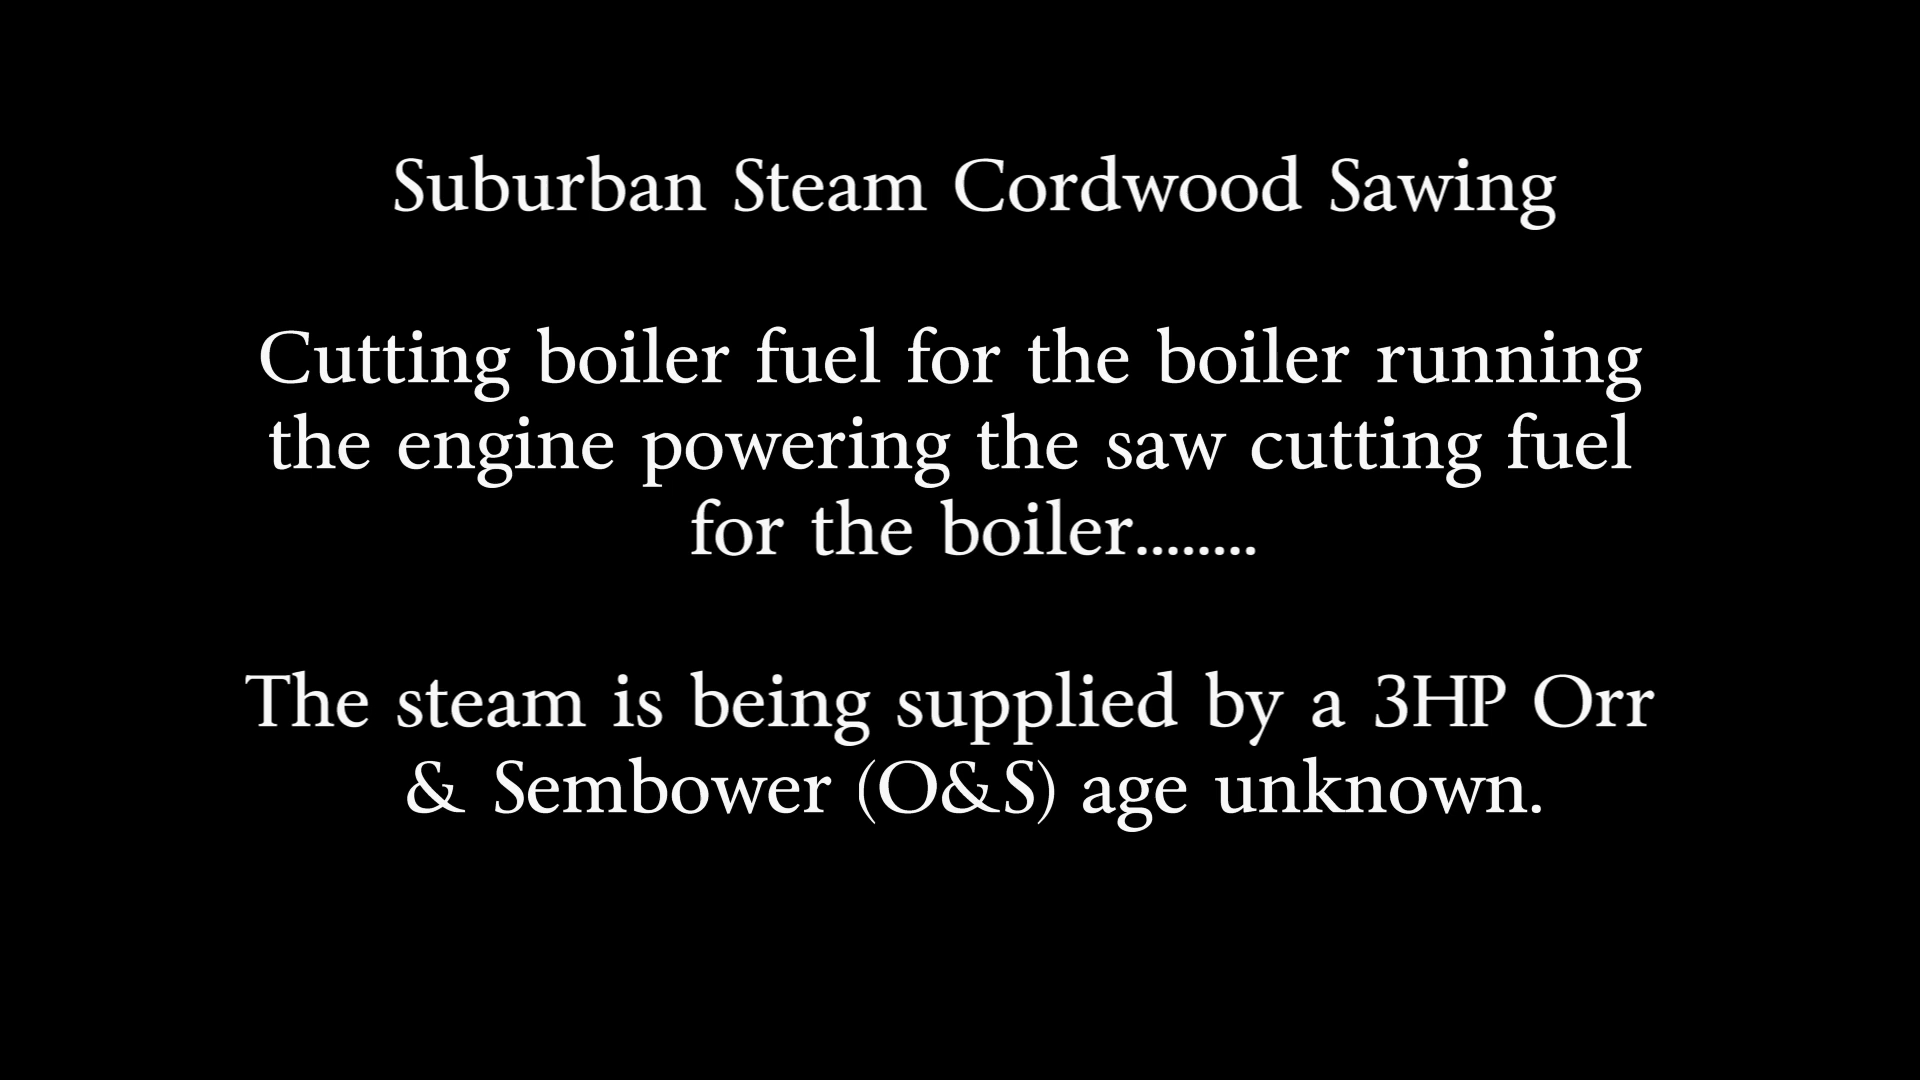 Suburban Steam Cordwood Sawing
Cutting boiler fuel for the boiler running
the engine powering the saw cutting fuel
for the boiler........
The steam is being supplied by a 3HP Orr
& Sembower (O&S) age unknown.